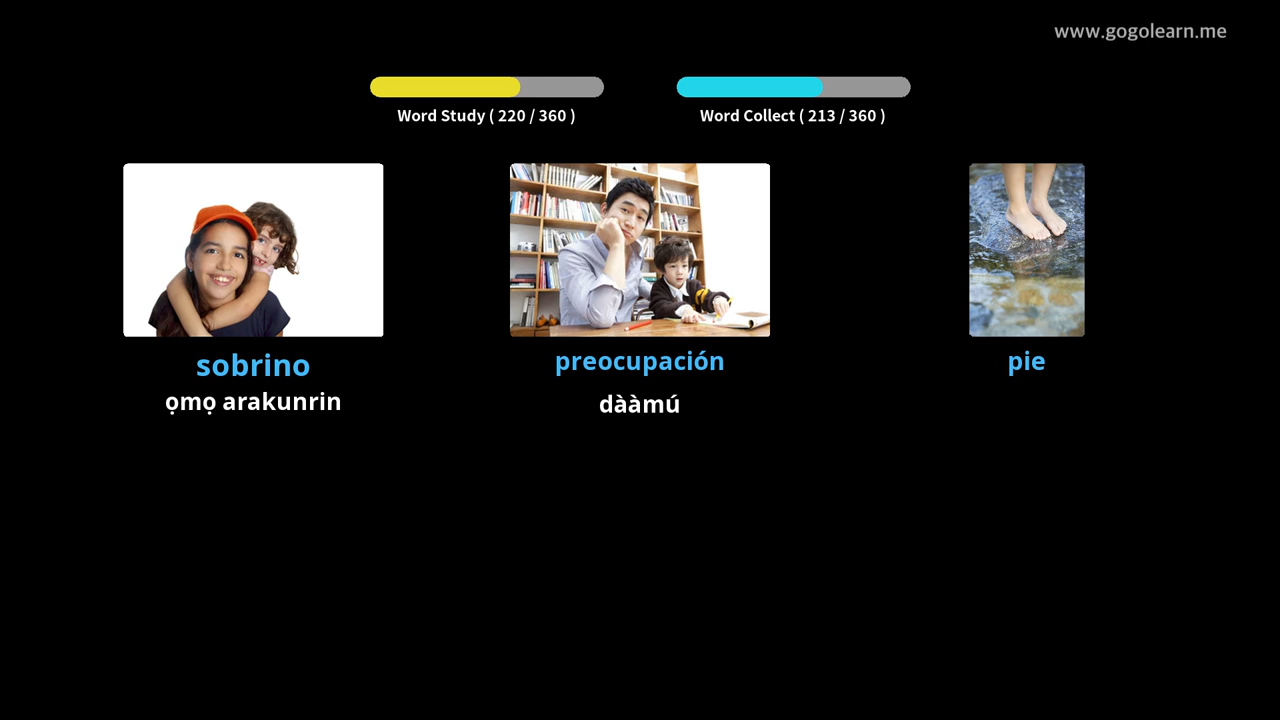 www.gogolearn.me
Word Study ( 220 / 360 )
Word Collect ( 213 / 360 )
sobrino
ọmọ arakunrin
preocupación
dààmú
pie